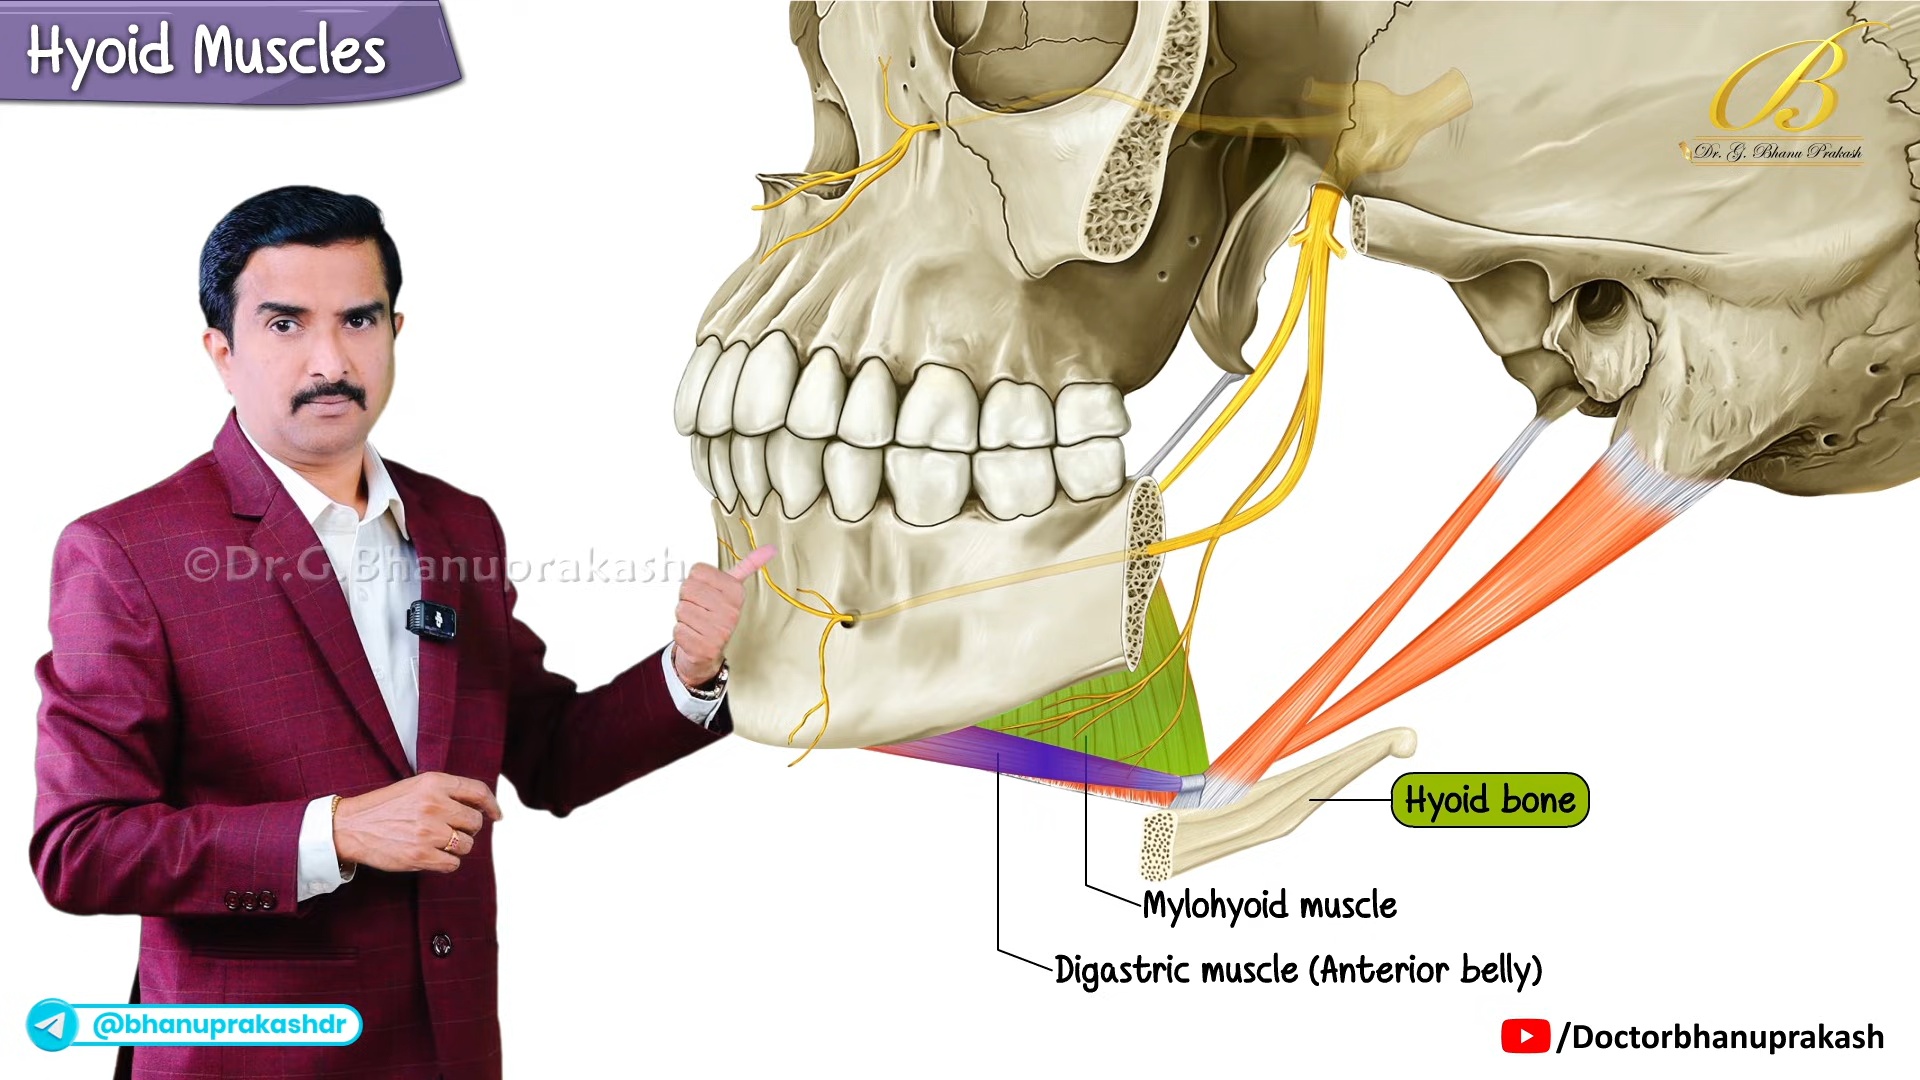 Hyoid Muscles
B
Dr. G. Bhanu Prakash
©Dr.G.Bhanuprakash
Hyoid bone
Mylohyoid muscle
Digastric muscle (Anterior belly)
@bhanuprakashdr
/Doctorbhanuprakash